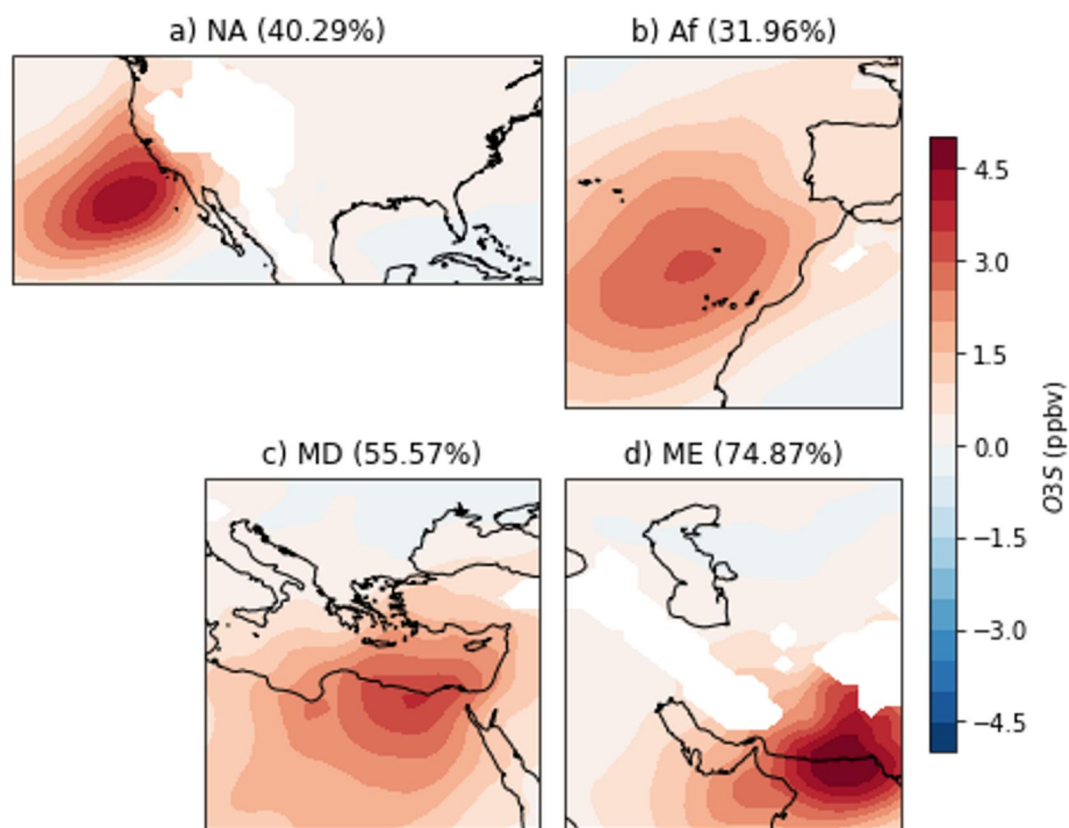 a) NA (40.29%)
b) Af (31.96%)
c) MD (55.57%)
d) ME (74.87%)
4.5
3.0
1.5
0.0
−1.5
−3.0
−4.5
O3S (ppbv)